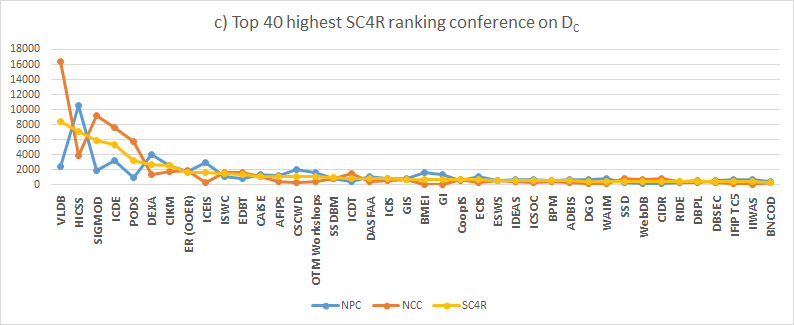 c) Top 40 highest SC4R ranking conference on DC
18000
16000
14000
12000
10000
8000
6000
4000
2000
0
VLDB
HICSS
SIGMOD
ICDE
PODS
DEXA
CIKM
ER (OOER)
ICEIS
ISWC
EDBT
CAiSE
AFIPS
CSCWD
OTM Workshops
SSDBM
ICDT
DASFAA
ICIS
GIS
BMEI
GI
CoopIS
ECIS
ESWS
IDEAS
ICSOC
BPM
ADBIS
DG.O
WAIM
SSD
WebDB
CIDR
RIDE
DBPL
DBSEC
IFIP TC5
IIWAS
BNCOD
NPC NCC SC4R